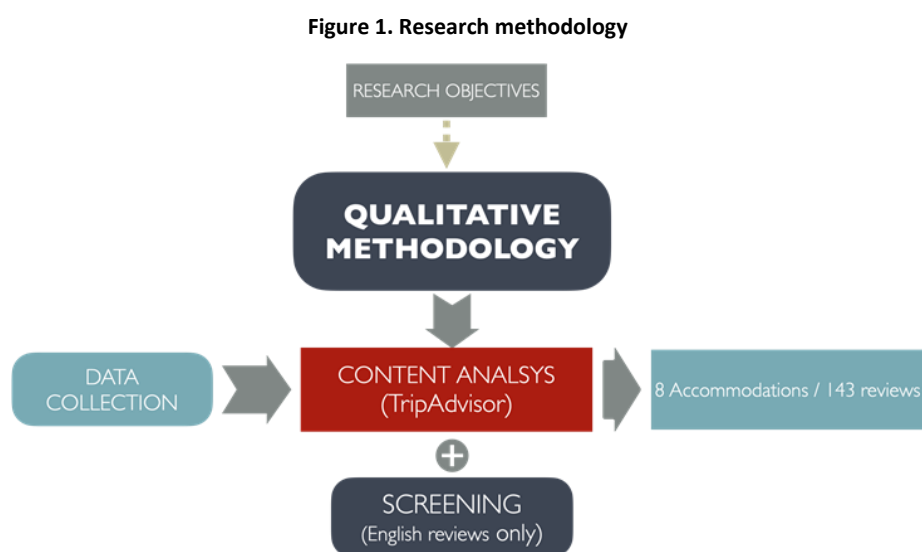 Figure 1. Research methodology
RESEARCH OBJECTIVES
QUALITATIVE
METHODOLOGY
DATA
COLLECTION
CONTENT ANALSYS
(TripAdvisor)
8 Accommodations / 143 reviews
SCREENING
(English reviews only)